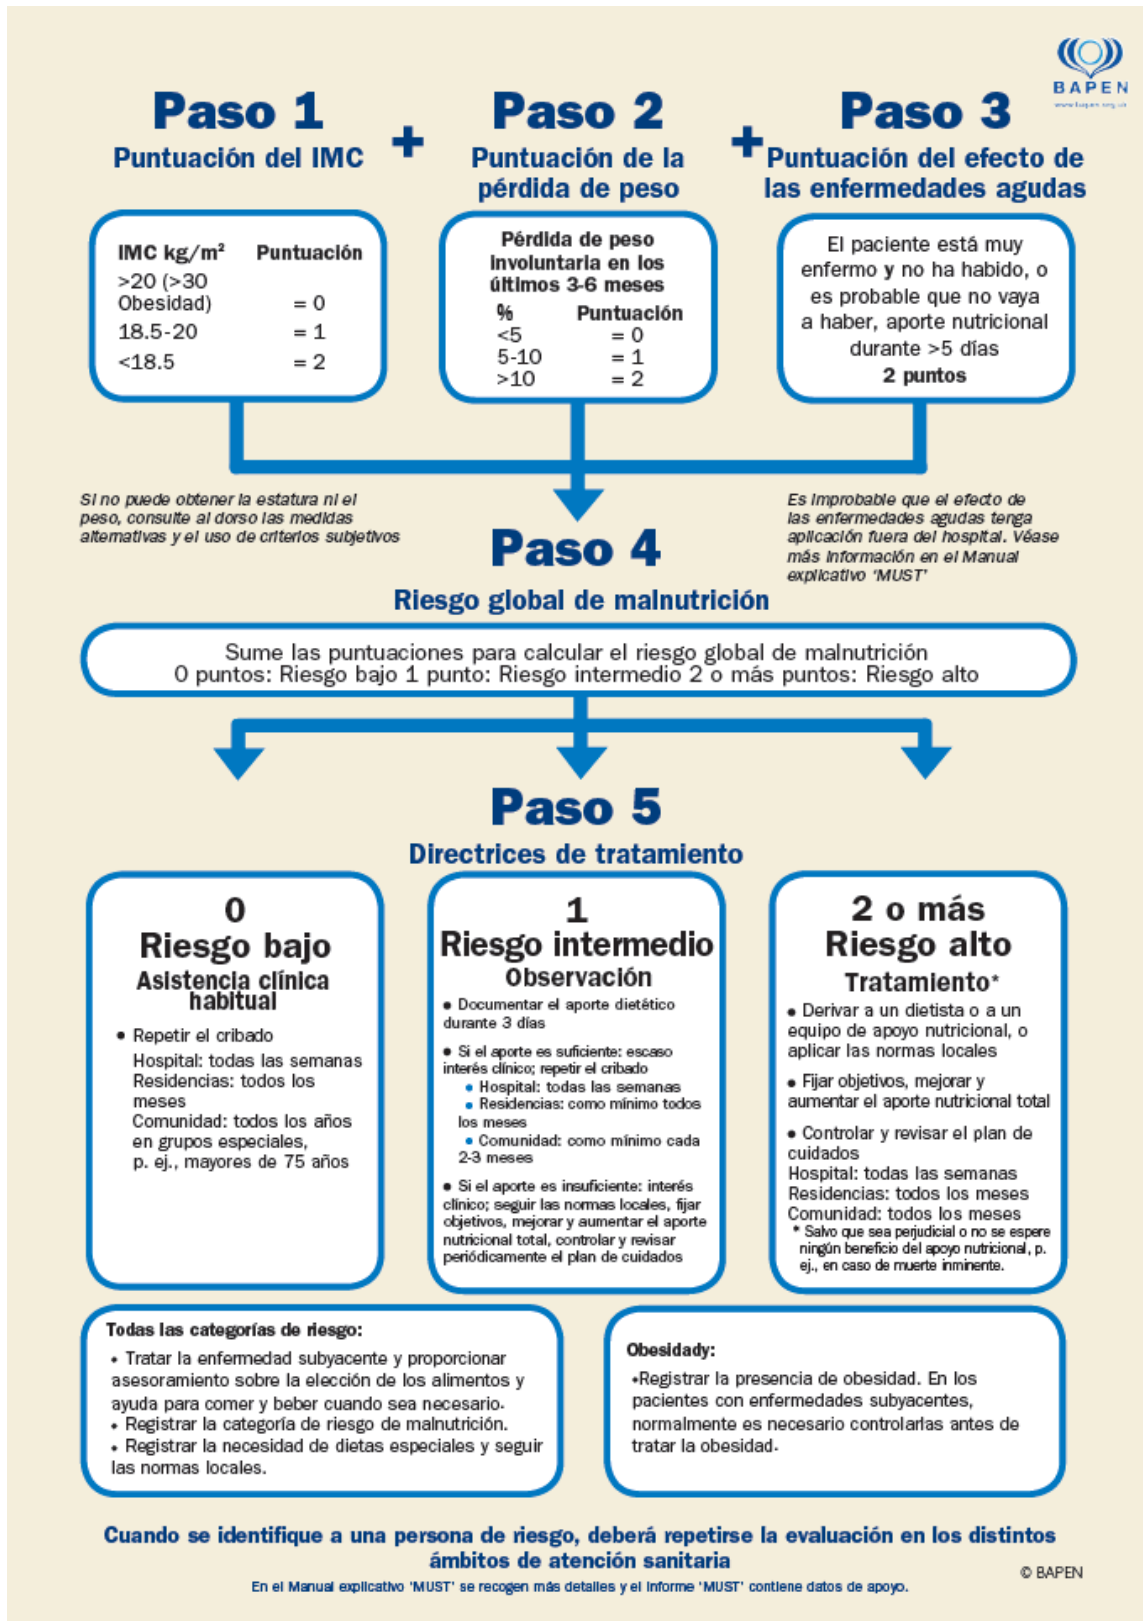 BAPEN
www.bapen.org.uk
Paso 1
Puntuación del IMC
+
Paso 2
Puntuación de la
pérdida de peso
+
Paso 3
Puntuación del efecto de
las enfermedades agudas
IMC kg/m² Puntuación
>20 (>30
Obesidad) = 0
18.5-20 = 1
<18.5 = 2
Pérdida de peso
involuntaria en los
últimos 3-6 meses
% Puntuación
<5 = 0
5-10 = 1
>10 = 2
El paciente está muy
enfermo y no ha habido, o
es probable que no vaya
a haber, aporte nutricional
durante >5 días
2 puntos
Si no puede obtener la estatura ni el
peso, consulte al dorso las medidas
alternativas y el uso de criterios subjetivos
Es improbable que el efecto de
las enfermedades agudas tenga
aplicación fuera del hospital. Véase
más información en el Manual
explicativo ‘MUST’
Paso 4
Riesgo global de malnutrición
Sume las puntuaciones para calcular el riesgo global de malnutrición
0 puntos: Riesgo bajo 1 punto: Riesgo intermedio 2 o más puntos: Riesgo alto
Paso 5
Directrices de tratamiento
0
Riesgo bajo
Asistencia clínica
habitual
• Repetir el cribado
Hospital: todas las semanas
Residencias: todos los
meses
Comunidad: todos los años
en grupos especiales,
p. ej., mayores de 75 años
1
Riesgo intermedio
Observación
• Documentar el aporte dietético
durante 3 días
• Si el aporte es suficiente: escaso
interés clínico; repetir el cribado
• Hospital: todas las semanas
• Residencias: como mínimo todos
los meses
• Comunidad: como mínimo cada
2-3 meses
• Si el aporte es insuficiente: interés
clínico; seguir las normas locales, fijar
objetivos, mejorar y aumentar el aporte
nutricional total, controlar y revisar
periódicamente el plan de cuidados
2 o más
Riesgo alto
Tratamiento*
• Derivar a un dietista o a un
equipo de apoyo nutricional, o
aplicar las normas locales
• Fijar objetivos, mejorar y
aumentar el aporte nutricional total
• Controlar y revisar el plan de
cuidados
Hospital: todas las semanas
Residencias: todos los meses
Comunidad: todos los meses
* Salvo que sea perjudicial o no se espere
ningún beneficio del apoyo nutricional, p.
ej., en caso de muerte inminente.
Todas las categorías de riesgo:
• Tratar la enfermedad subyacente y proporcionar
asesoramiento sobre la elección de los alimentos y
ayuda para comer y beber cuando sea necesario.
• Registrar la categoría de riesgo de malnutrición.
• Registrar la necesidad de dietas especiales y seguir
las normas locales.
Obesidady:
•Registrar la presencia de obesidad. En los
pacientes con enfermedades subyacentes,
normalmente es necesario controlarlas antes de
tratar la obesidad.
Cuando se identifique a una persona de riesgo, deberá repetirse la evaluación en los distintos
ámbitos de atención sanitaria
© BAPEN
En el Manual explicativo ‘MUST’ se recogen más detalles y el informe ‘MUST’ contiene datos de apoyo.